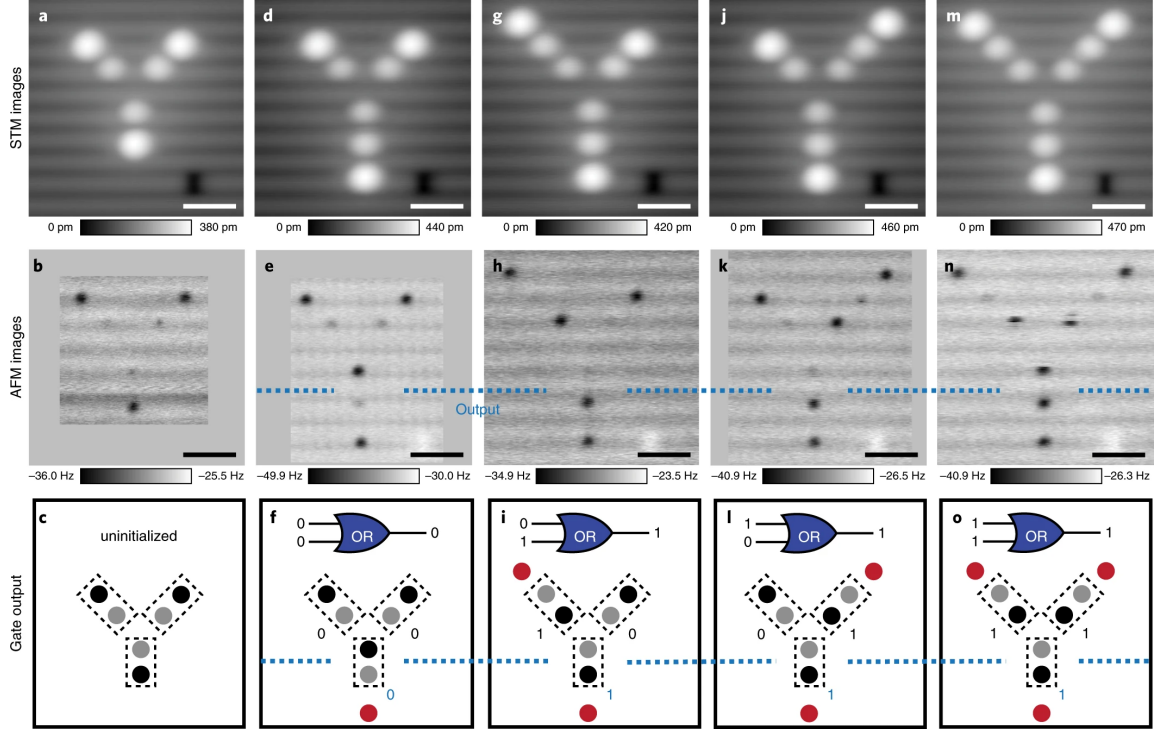 STM images
a
d
g
j
m
0 pm 380 pm
0 pm 440 pm
0 pm 420 pm
0 pm 460 pm
0 pm 470 pm
AFM images
b
e
h
k
n
Output
−36.0 Hz −25.5 Hz
−49.9 Hz −30.0 Hz
−34.9 Hz −23.5 Hz
−40.9 Hz −26.5 Hz
−40.9 Hz −26.3 Hz
Gate output
c
uninitialized
f
0
0
OR
0
0
0
0
i
0
1
OR
1
1
0
1
l
1
0
OR
1
0
1
1
o
1
1
OR
1
1
1
1